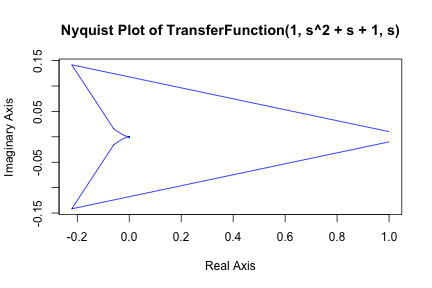 Nyquist Plot of TransferFunction(1, s^2 + s + 1, s)
Imaginary Axis
0.15
0.05
-0.05
-0.15
-0.2 0.0 0.2 0.4 0.6 0.8 1.0
Real Axis